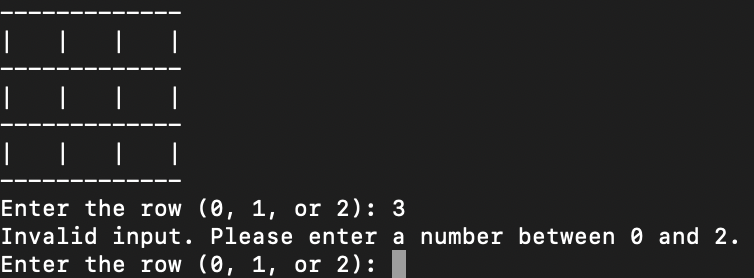 -------------
|   |   |   |
-------------
|   |   |   |
-------------
|   |   |   |
-------------
Enter the row (0, 1, or 2): 3
Invalid input. Please enter a number between 0 and 2.
Enter the row (0, 1, or 2):